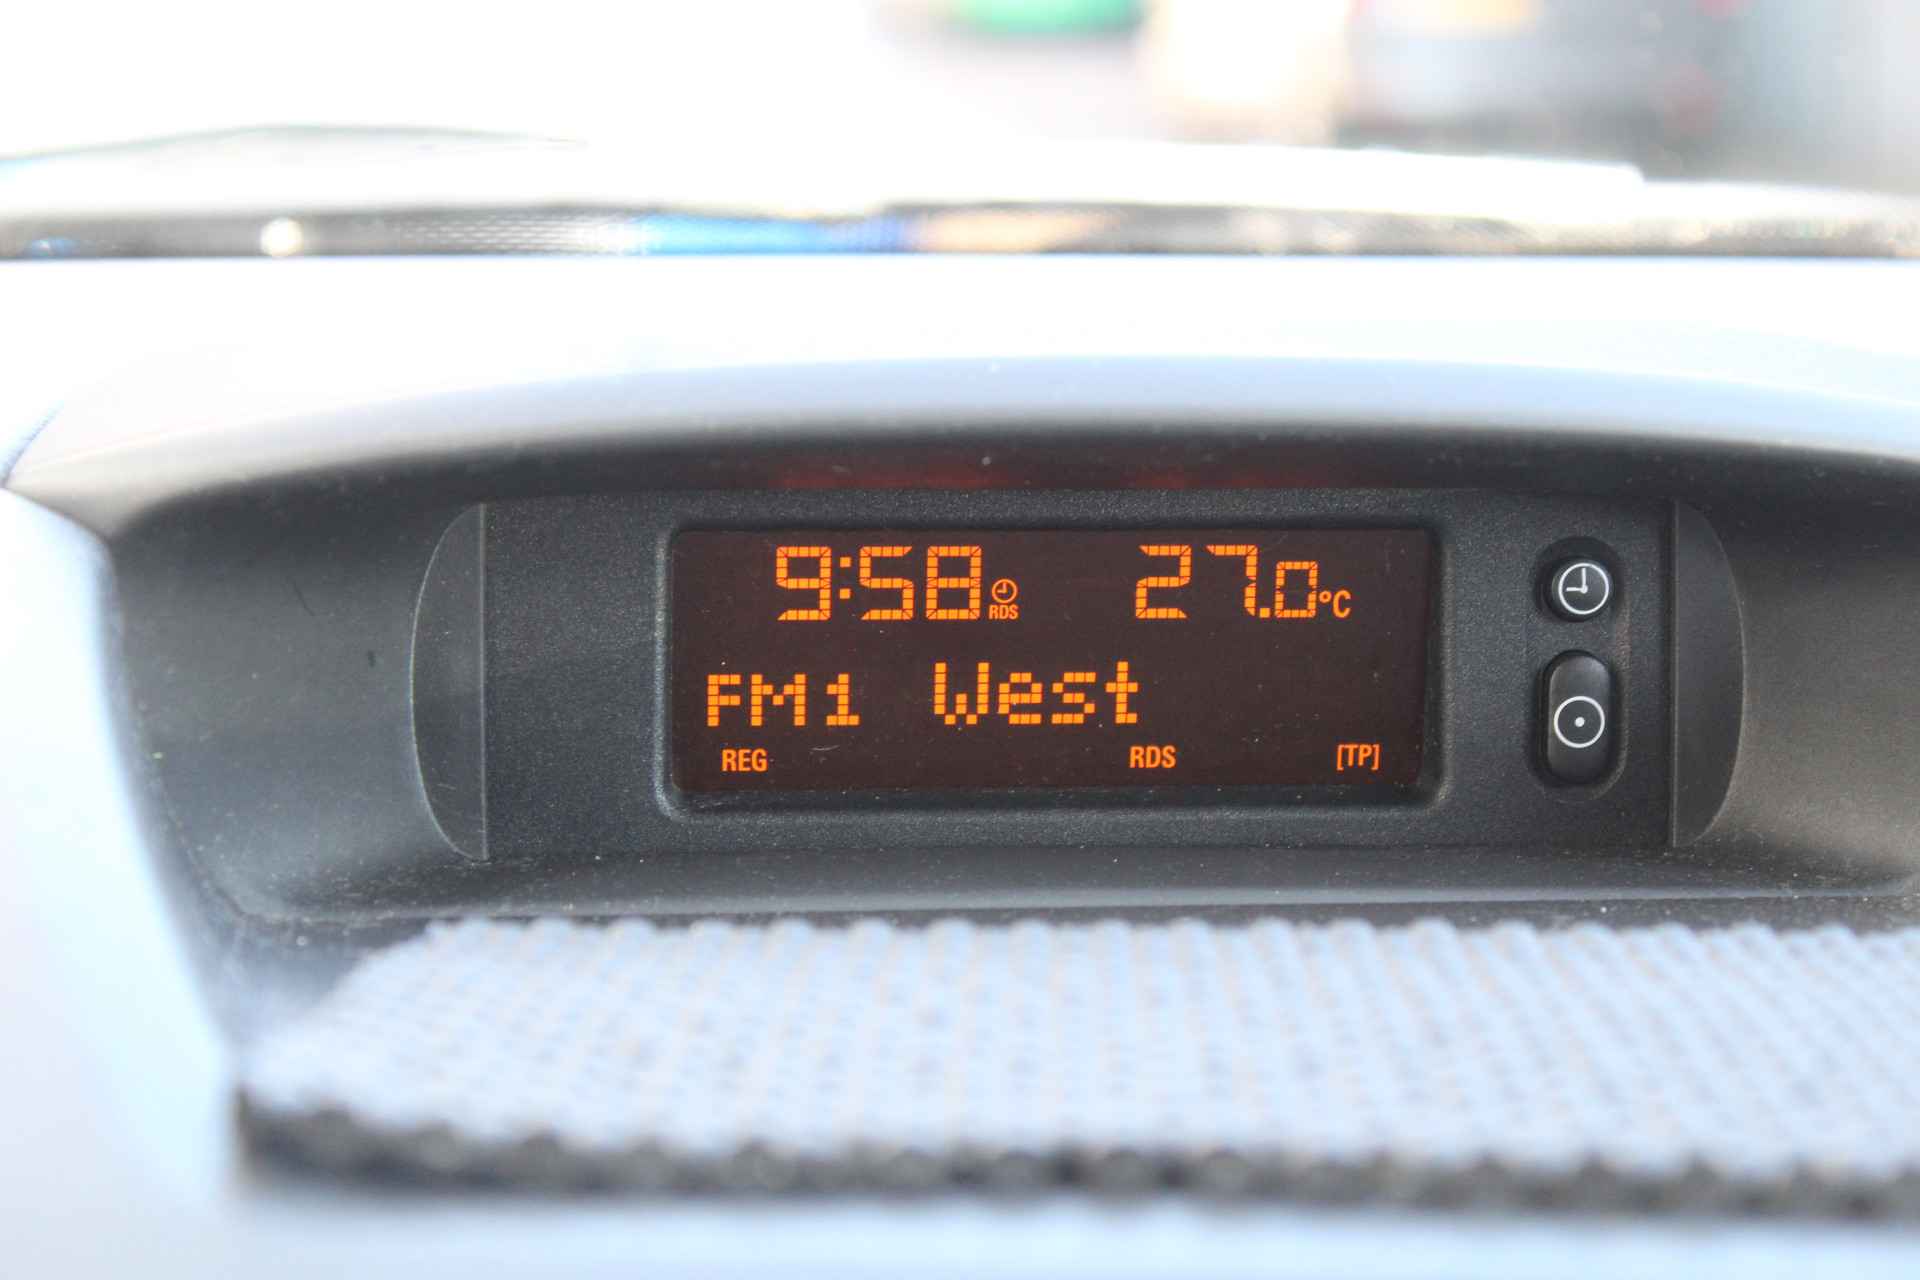 9:58 RDS 27.0°C
FM1 West
REG RDS [TP]